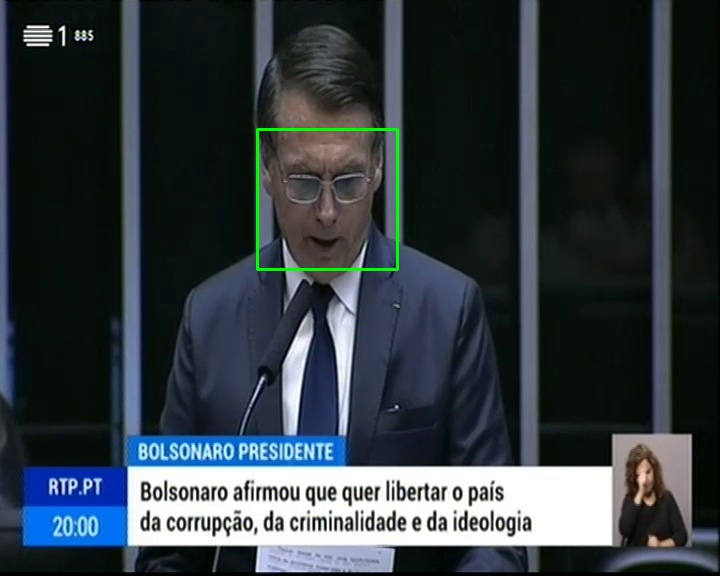 1 885
BOLSONARO PRESIDENTE
RTP.PT
Bolsonaro afirmou que quer libertar o país
20:00
da corrupção, da criminalidade e da ideologia